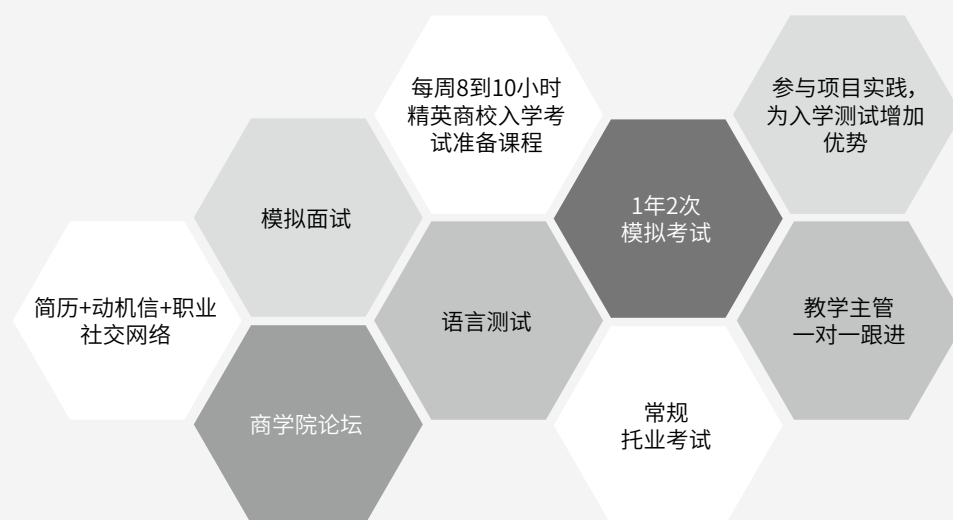 每周8到10小时
精英商校入学考
试准备课程
参与项目实践，
为入学测试增加
优势
模拟面试
1年2次
模拟考试
简历+动机信+职业
社交网络
语言测试
教学主管
一对一跟进
商学院论坛
常规
托业考试